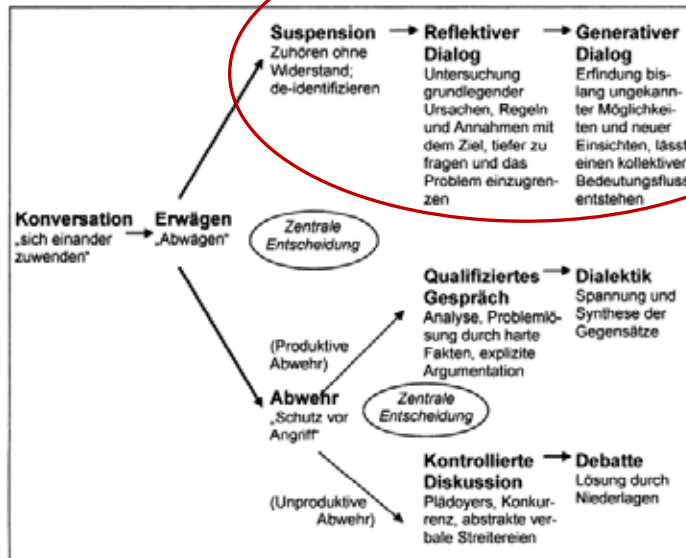 Suspension
Zuhören ohne
Widerstand;
de-identifizieren
Reflektiver
Dialog
Untersuchung
grundlegender
Ursachen, Regeln
und Annahmen mit
dem Ziel, tiefer zu
fragen und das
Problem einzugren-
zen
Generativer
Dialog
Erfindung bis-
lang ungekann-
ter Möglichkei-
ten und neuer
Einsichten, lässt
einen kollektiven
Bedeutungsfluss
entstehen
Konversation
„sich einander
zuwenden“
Erwägen
„Abwägen“
Zentrale
Entscheidung
(Produktive
Abwehr)
Qualifiziertes
Gespräch
Analyse, Problemlö-
sung durch harte
Fakten, explizite
Argumentation
Dialektik
Spannung und
Synthese der
Gegensätze
Abwehr
„Schutz vor
Angriff“
Zentrale
Entscheidung
(Unproduktive
Abwehr)
Kontrollierte
Diskussion
Plädoyers, Konkur-
renz, abstrakte ver-
bale Streitereien
Debatte
Lösung durch
Niederlagen